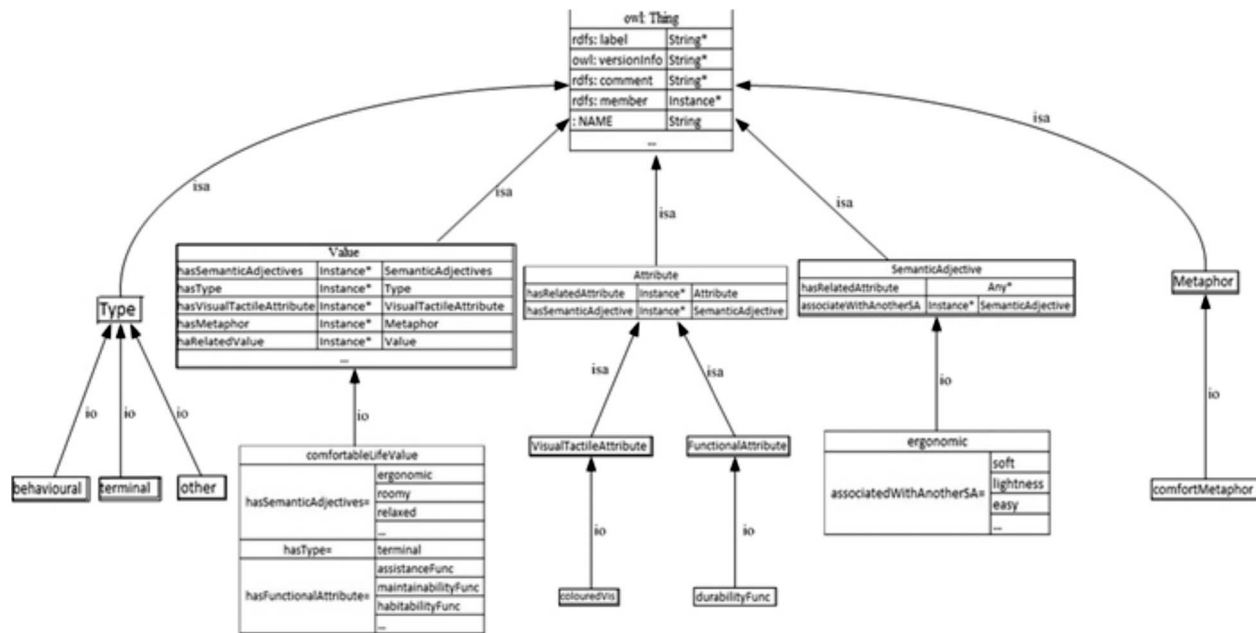 owl: Thing
rdfs: label String*
owl: versionInfo String*
rdfs: comment String*
rdfs: member Instance*
: NAME String
...
isa
isa
isa
isa
isa
Value
hasSemanticAdjectives Instance* SemanticAdjectives
hasType Instance* Type
hasVisualTactileAttribute Instance* VisualTactileAttribute
hasMetaphor Instance* Metaphor
haRelatedValue Instance* Value
...
Attribute
hasRelatedAttribute Instance* Attribute
hasSemanticAdjective Instance* SemanticAdjective
SemanticAdjective
hasRelatedAttribute Any*
associateWithAnotherSA Instance* SemanticAdjective
Metaphor
Type
isa
isa
io
io
io
io
io
io
behavioural
terminal
other
comfortableLifeValue
hasSemanticAdjectives=
ergonomic
roomy
relaxed
...
hasType= terminal
hasFunctionalAttribute=
assistanceFunc
maintainabilityFunc
habitabilityFunc
...
VisualTactileAttribute
FunctionalAttribute
io
io
colouredVis
durabilityFunc
ergonomic
associatedWithAnotherSA=
soft
lightness
easy
...
comfortMetaphor